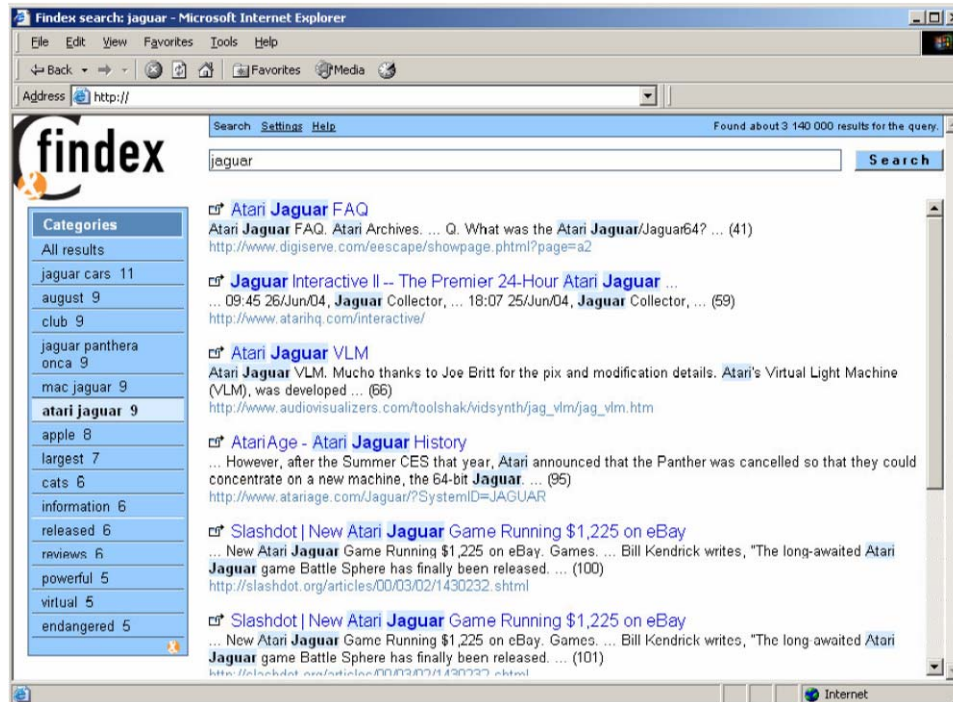 Findex search: jaguar - Microsoft Internet Explorer
File Edit View Favorites Tools Help
Back Favorites Media
Address http://
findex
&
Search Settings Help Found about 3 140 000 results for the query.
jaguar Search
Categories
All results
jaguar cars 11
august 9
club 9
jaguar panthera
onca 9
mac jaguar 9
atari jaguar 9
apple 8
largest 7
cats 6
information 6
released 6
reviews 6
powerful 5
virtual 5
endangered 5
&
Atari Jaguar FAQ
Atari Jaguar FAQ. Atari Archives. ... Q. What was the Atari Jaguar/Jaguar64? ... (41)
http://www.digiserve.com/eescape/showpage.phtml?page=a2
Jaguar Interactive II -- The Premier 24-Hour Atari Jaguar ...
... 09:45 26/Jun/04, Jaguar Collector, ... 18:07 25/Jun/04, Jaguar Collector, ... (59)
http://www.atarihq.com/interactive/
Atari Jaguar VLM
Atari Jaguar VLM. Mucho thanks to Joe Britt for the pix and modification details. Atari's Virtual Light Machine
(VLM), was developed ... (66)
http://www.audiovisualizers.com/toolshak/vidsynth/jag_vlm/jag_vlm.htm
AtariAge - Atari Jaguar History
... However, after the Summer CES that year, Atari announced that the Panther was cancelled so that they could
concentrate on a new machine, the 64-bit Jaguar. ... (95)
http://www.atariage.com/Jaguar/?SystemID=JAGUAR
Slashdot | New Atari Jaguar Game Running $1,225 on eBay
... New Atari Jaguar Game Running $1,225 on eBay. Games. ... Bill Kendrick writes, "The long-awaited Atari
Jaguar game Battle Sphere has finally been released. ... (100)
http://slashdot.org/articles/00/03/02/1430232.shtml
Slashdot | New Atari Jaguar Game Running $1,225 on eBay
... New Atari Jaguar Game Running $1,225 on eBay. Games. ... Bill Kendrick writes, "The long-awaited Atari
Jaguar game Battle Sphere has finally been released. ... (101)
http://slashdot.org/articles/00/03/02/1430232.shtml
Internet